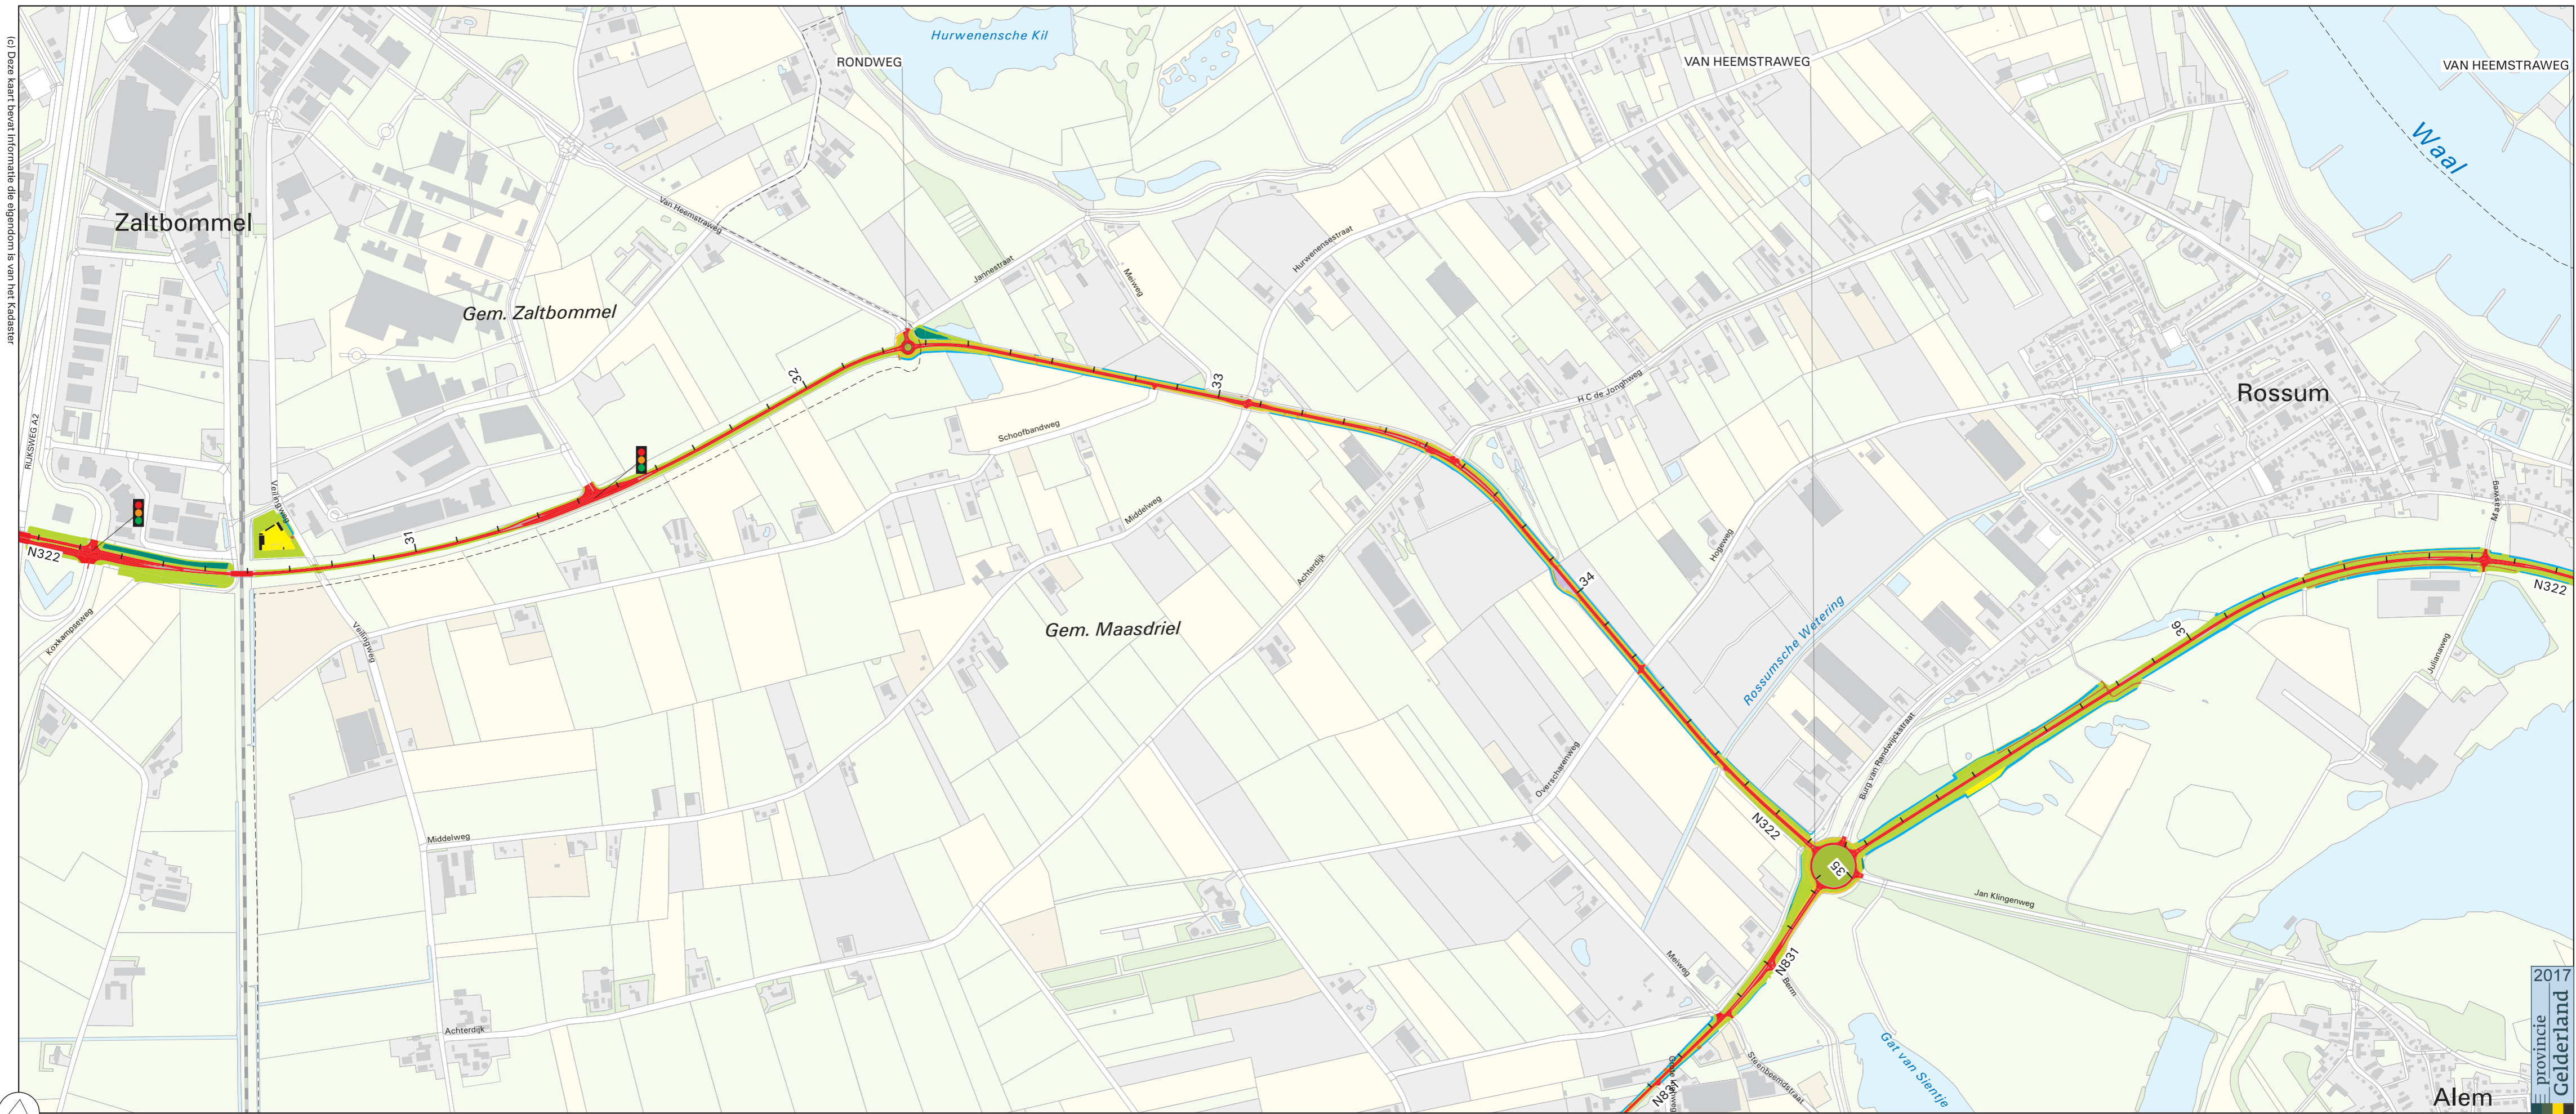 (c) Deze kaart bevat informatie die eigendom is van het Kadaster
Hurwenensche Kil
RONDWEG
VAN HEEMSTRAWEG
VAN HEEMSTRAWEG
Waal
Zaltbommel
Van Heemstraweg
Jannestraat
Meiweg
Hurwensestraat
Gem. Zaltbommel
32
33
H C de Jonghweg
Rossum
RIJKSWEG A2
Schoofbandweg
Veilingweg
Middelweg
Maasweg
31
N322
Achterdijk
Hogeweg
34
N322
Koxkampseweg
Veilingweg
Gem. Maasdriel
Rossumsche Wetering
36
Julianaweg
Overscharenweg
Burg van Randwijckstraat
Middelweg
N322
35
Jan Klingenweg
Meiweg
N831
Berm
Achterdijk
Gat van Sientje
Steenbeemdstraat
N831
Alem
2017
provincie
Gelderland